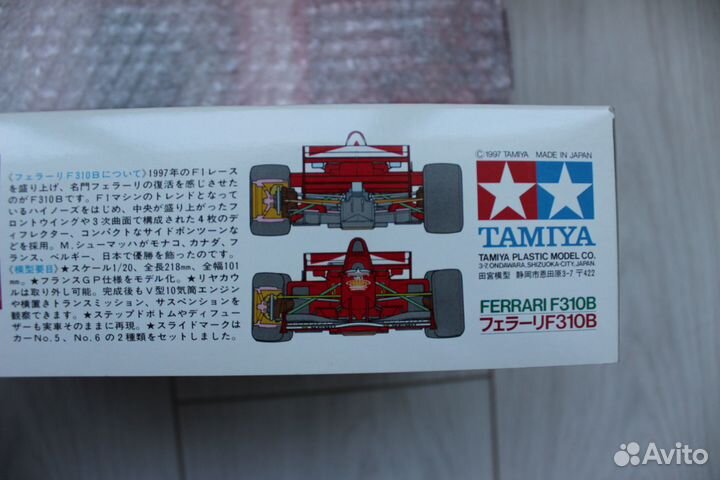 《フェラーリF310Bについて》1997年のF1レース
を盛り上げ、名門フェラーリの復活を感じさせた
のがF310Bです。F1マシンのトレンドとなって
いるハイノーズをはじめ、中央が盛り上がったフ
ロントウイングや3次曲面で構成された4枚のデ
ィフレクター、コンパクトなサイドポンツーンな
どを採用。M.シューマッハがモナコ、カナダ、フ
ランス、ベルギー、日本で優勝を飾ったのです。
《模型要目》★スケール1/20、全長218mm、全幅101
mm。★フランスGP仕様をモデル化。★リヤカウ
ルは取り外し可能。完成後もV型10気筒エンジン
や横置きトランスミッション、サスペンションを
観察できます。★ステップドボトムやディフュー
ザーも実車そのままに再現。★スライドマークは
カーNo.5、No.6の2種類をセットしました。
©1997 TAMIYA MADE IN JAPAN
TAMIYA
TAMIYA PLASTIC MODEL CO.
3-7, ONDAWARA, SHIZUOKA-CITY, JAPAN.
田宮模型 静岡市恩田原3-7 〒422
FERRARI F310B
フェラーリF310B
Avito